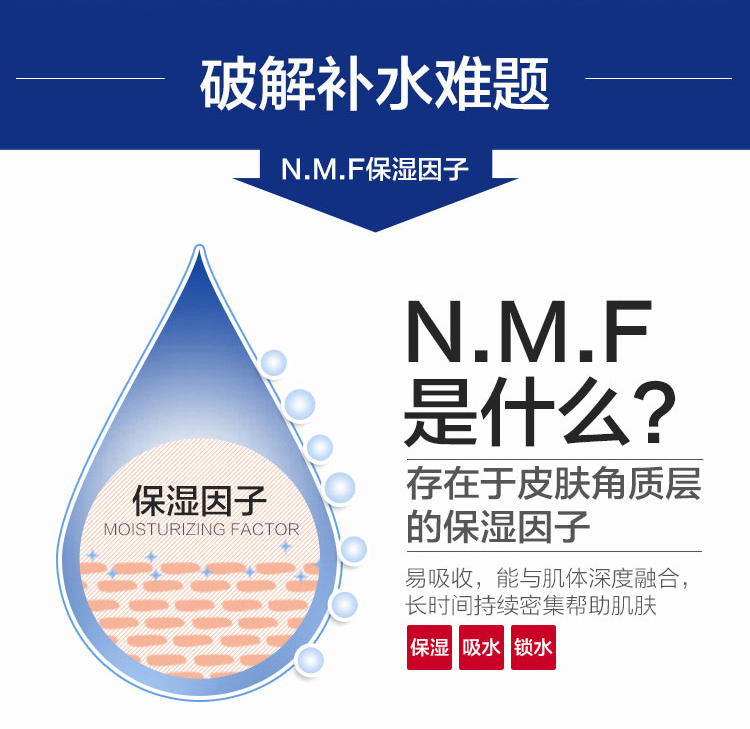 破解补水难题
N.M.F保湿因子
N.M.F
是什么?
存在于皮肤角质层
的保湿因子
易吸收，能与肌体深度融合，
长时间持续密集帮助肌肤
保湿 吸水 锁水
保湿因子
MOISTURIZING FACTOR